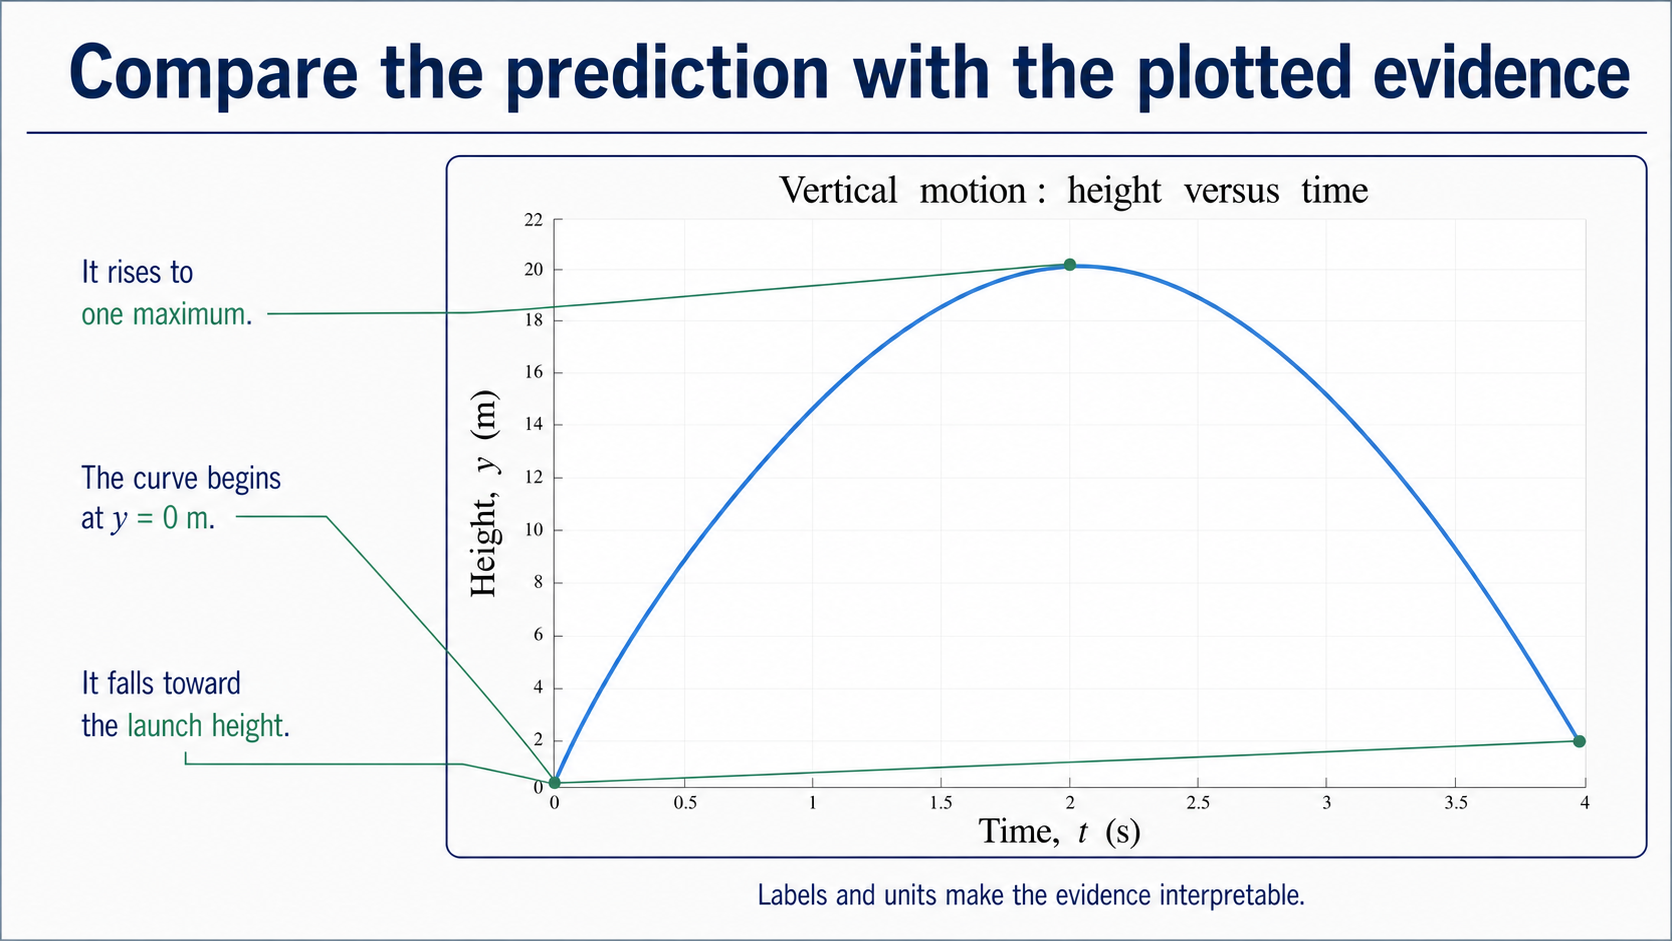 Compare the prediction with the plotted evidence
It rises to
one maximum.
The curve begins
at y = 0 m.
It falls toward
the launch height.
Vertical motion : height versus time
Height, y (m)
22
20
18
16
14
12
10
8
6
4
2
0
0 0.5 1 1.5 2 2.5 3 3.5 4
Time, t (s)
Labels and units make the evidence interpretable.